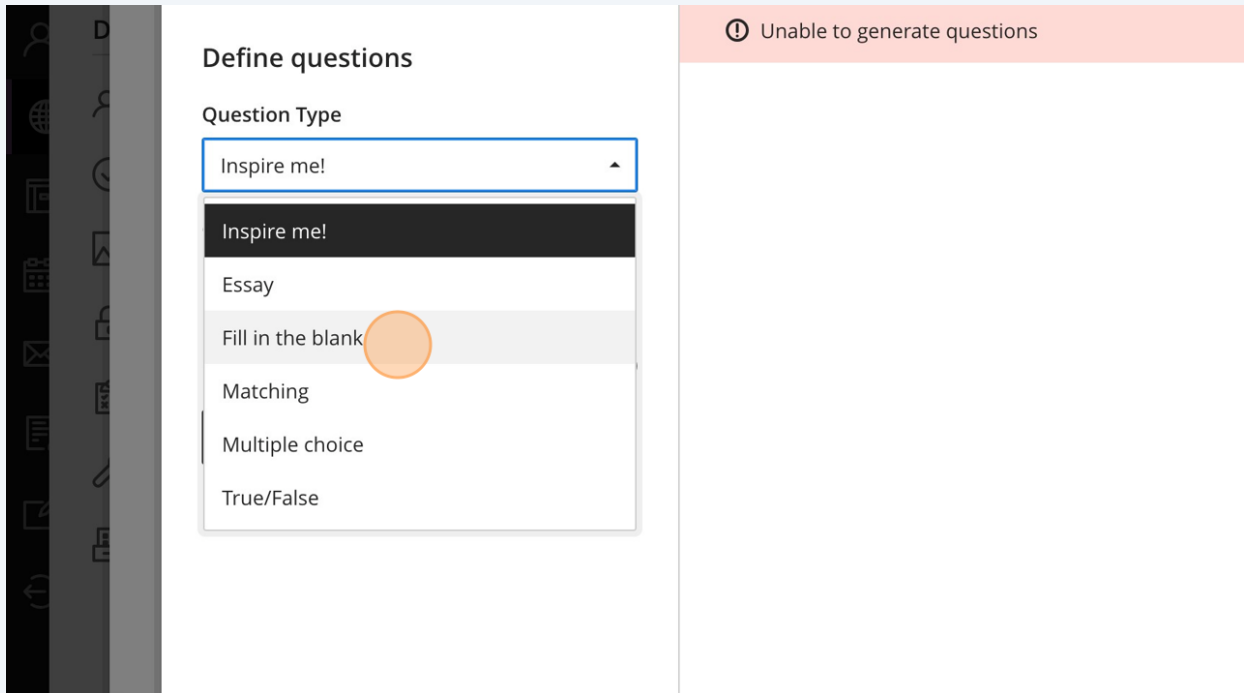 D
Define questions
Question Type
Inspire me!
Inspire me!
Essay
Fill in the blank
Matching
Multiple choice
True/False
Unable to generate questions